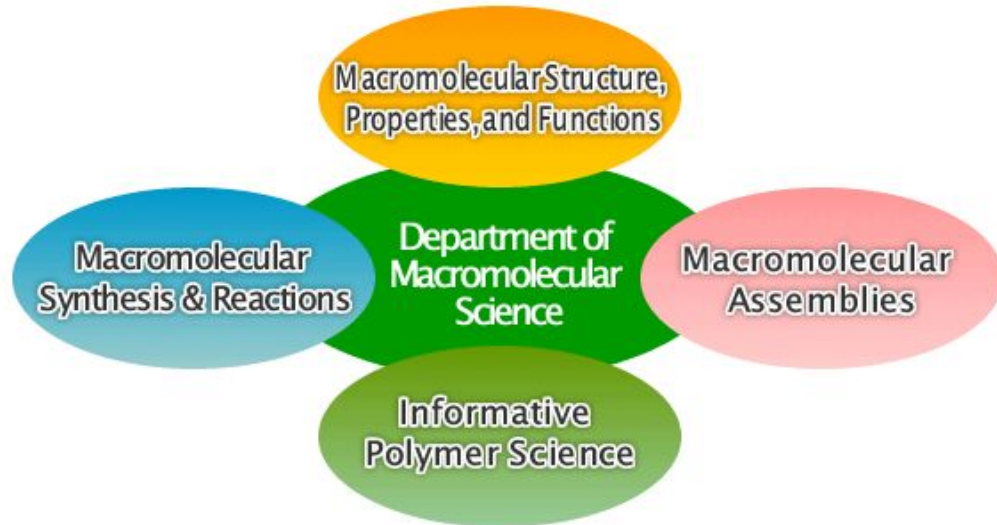 Macromolecular Structure,
Properties, and Functions
Macromolecular
Synthesis & Reactions
Department of
Macromolecular
Science
Macromolecular
Assemblies
Informative
Polymer Science